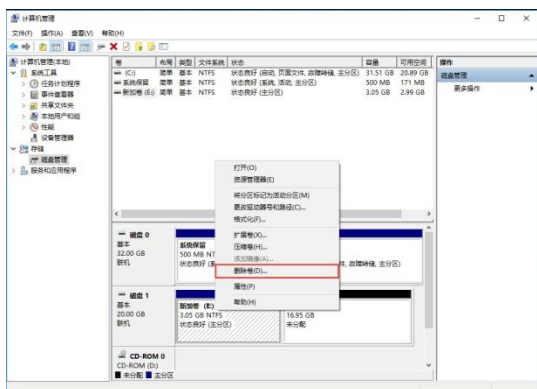 计算机管理
文件(F) 操作(A) 查看(V) 帮助(H)
计算机管理(本地)
系统工具
任务计划程序
事件查看器
共享文件夹
本地用户和组
性能
设备管理器
存储
磁盘管理
服务和应用程序
卷 布局 类型 文件系统 状态 容量 可用空间
(C:) 简单 基本 NTFS 状态良好 (启动, 页面文件, 故障转储, 主分区) 31.51 GB 20.89 GB
系统保留 简单 基本 NTFS 状态良好 (系统, 活动, 主分区) 500 MB 171 MB
新加卷 (E:) 简单 基本 NTFS 状态良好 (主分区) 3.05 GB 2.99 GB
操作
磁盘管理
更多操作
打开(O)
资源管理器(E)
将分区标记为活动分区(M)
更改驱动器号和路径(C)...
格式化(F)...
扩展卷(X)...
压缩卷(H)...
添加镜像(A)...
删除卷(D)...
属性(P)
帮助(H)
磁盘 0
基本
32.00 GB
联机
系统保留
500 MB NT
状态良好 (系
件, 故障转储, 主分区)
磁盘 1
基本
20.00 GB
联机
新加卷 (E:)
3.05 GB NTFS
状态良好 (主分区)
16.95 GB
未分配
CD-ROM 0
CD-ROM (D:)
未分配 主分区